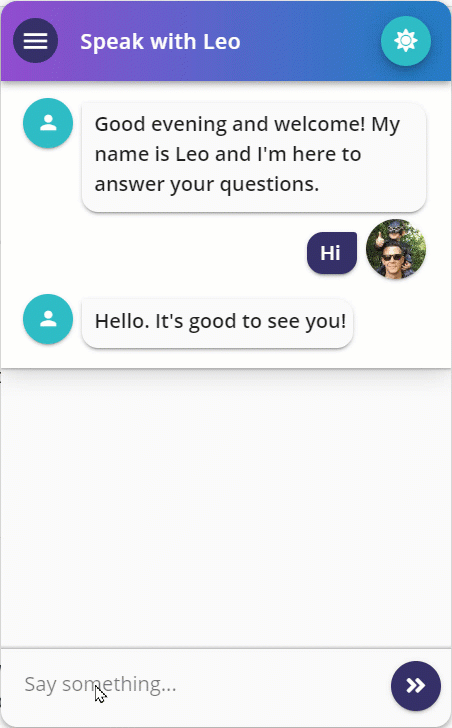 Speak with Leo
Good evening and welcome! My
name is Leo and I'm here to
answer your questions.
Hi
Hello. It's good to see you!
Say something...